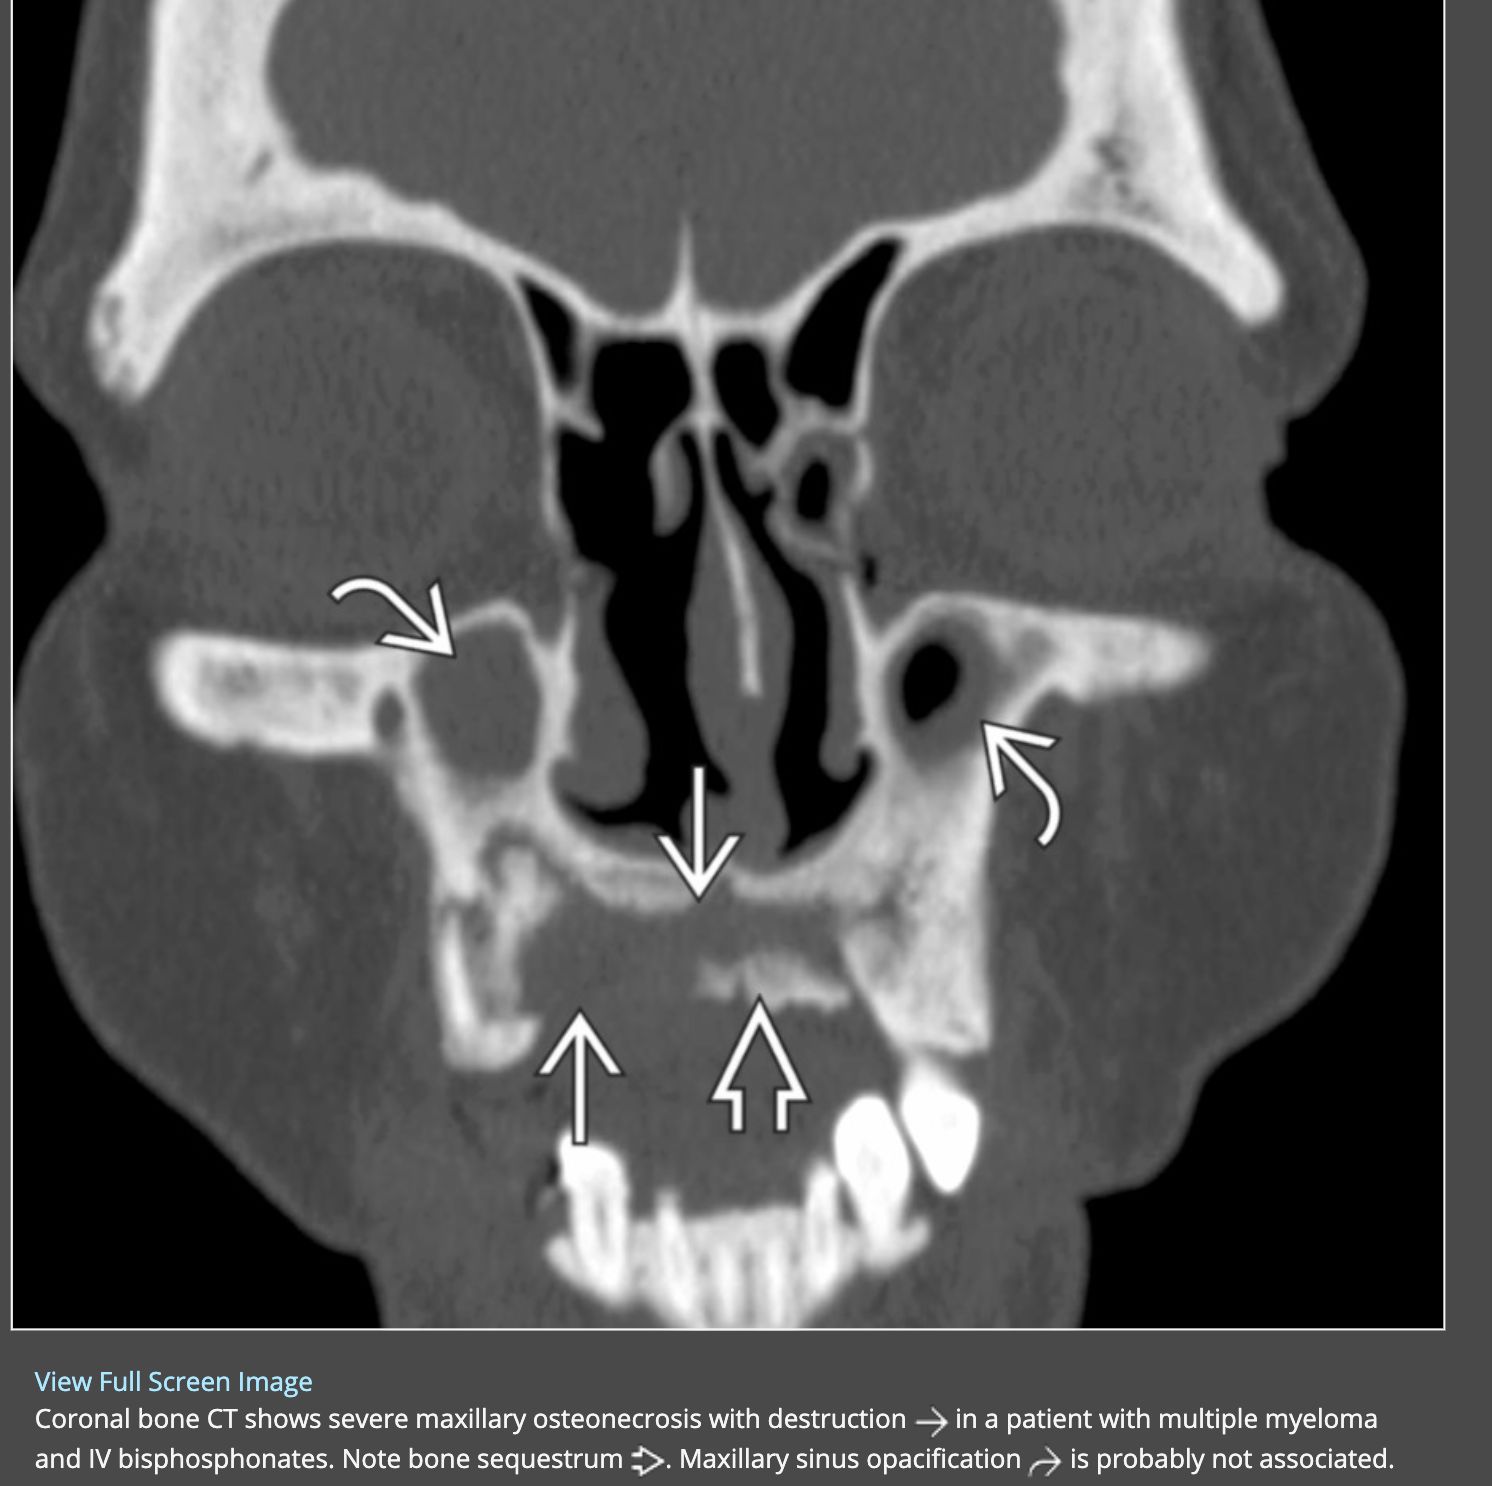 View Full Screen Image
Coronal bone CT shows severe maxillary osteonecrosis with destruction → in a patient with multiple myeloma
and IV bisphosphonates. Note bone sequestrum ⇨. Maxillary sinus opacification ↷ is probably not associated.